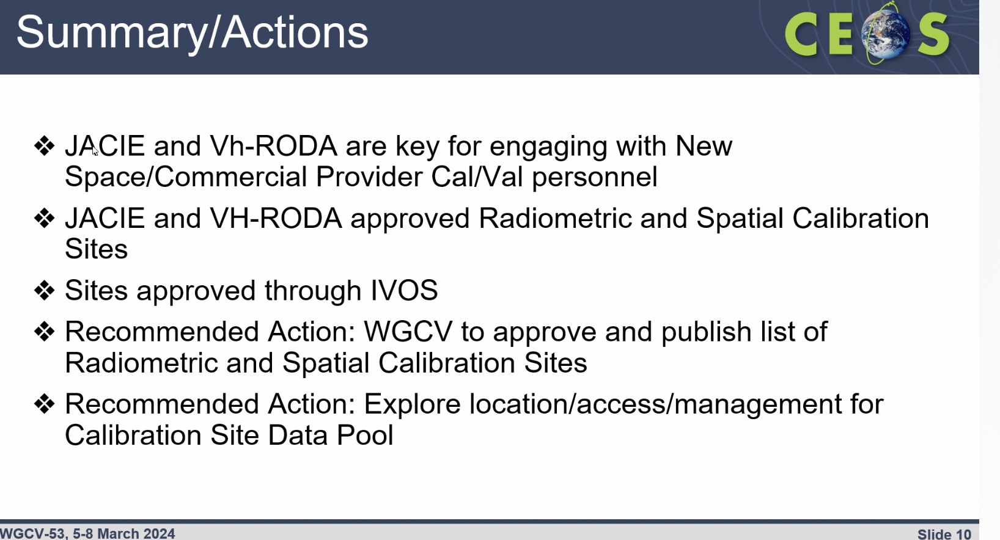 Summary/Actions
CEOS
❖ JACIE and Vh-RODA are key for engaging with New
Space/Commercial Provider Cal/Val personnel
❖ JACIE and VH-RODA approved Radiometric and Spatial Calibration
Sites
❖ Sites approved through IVOS
❖ Recommended Action: WGCV to approve and publish list of
Radiometric and Spatial Calibration Sites
❖ Recommended Action: Explore location/access/management for
Calibration Site Data Pool
WGCV-53, 5-8 March 2024
Slide 10